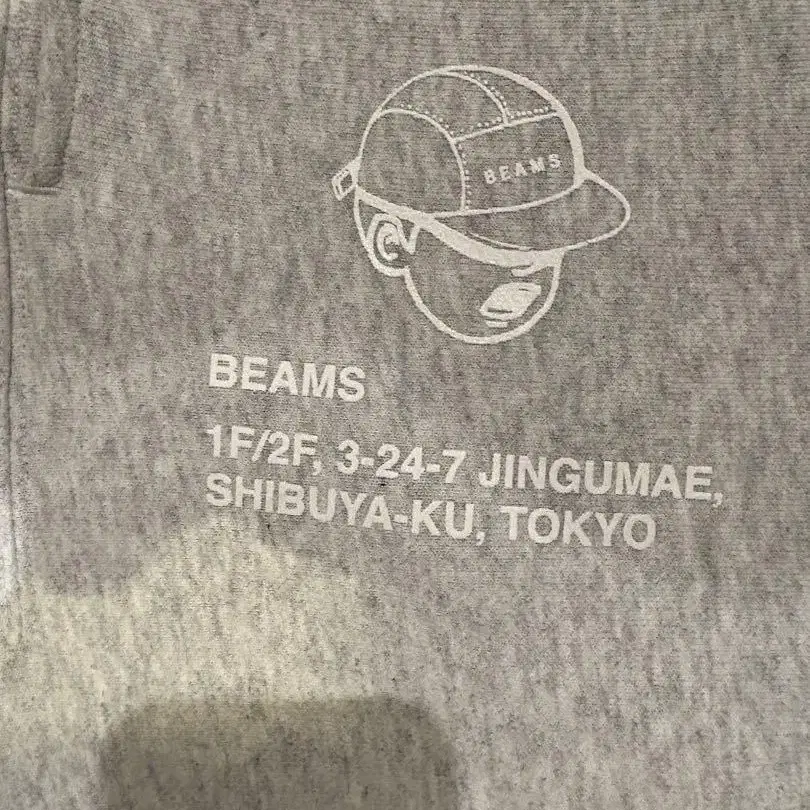 BEAMS
BEAMS
1F/2F, 3-24-7 JINGUMAE,
SHIBUYA-KU, TOKYO